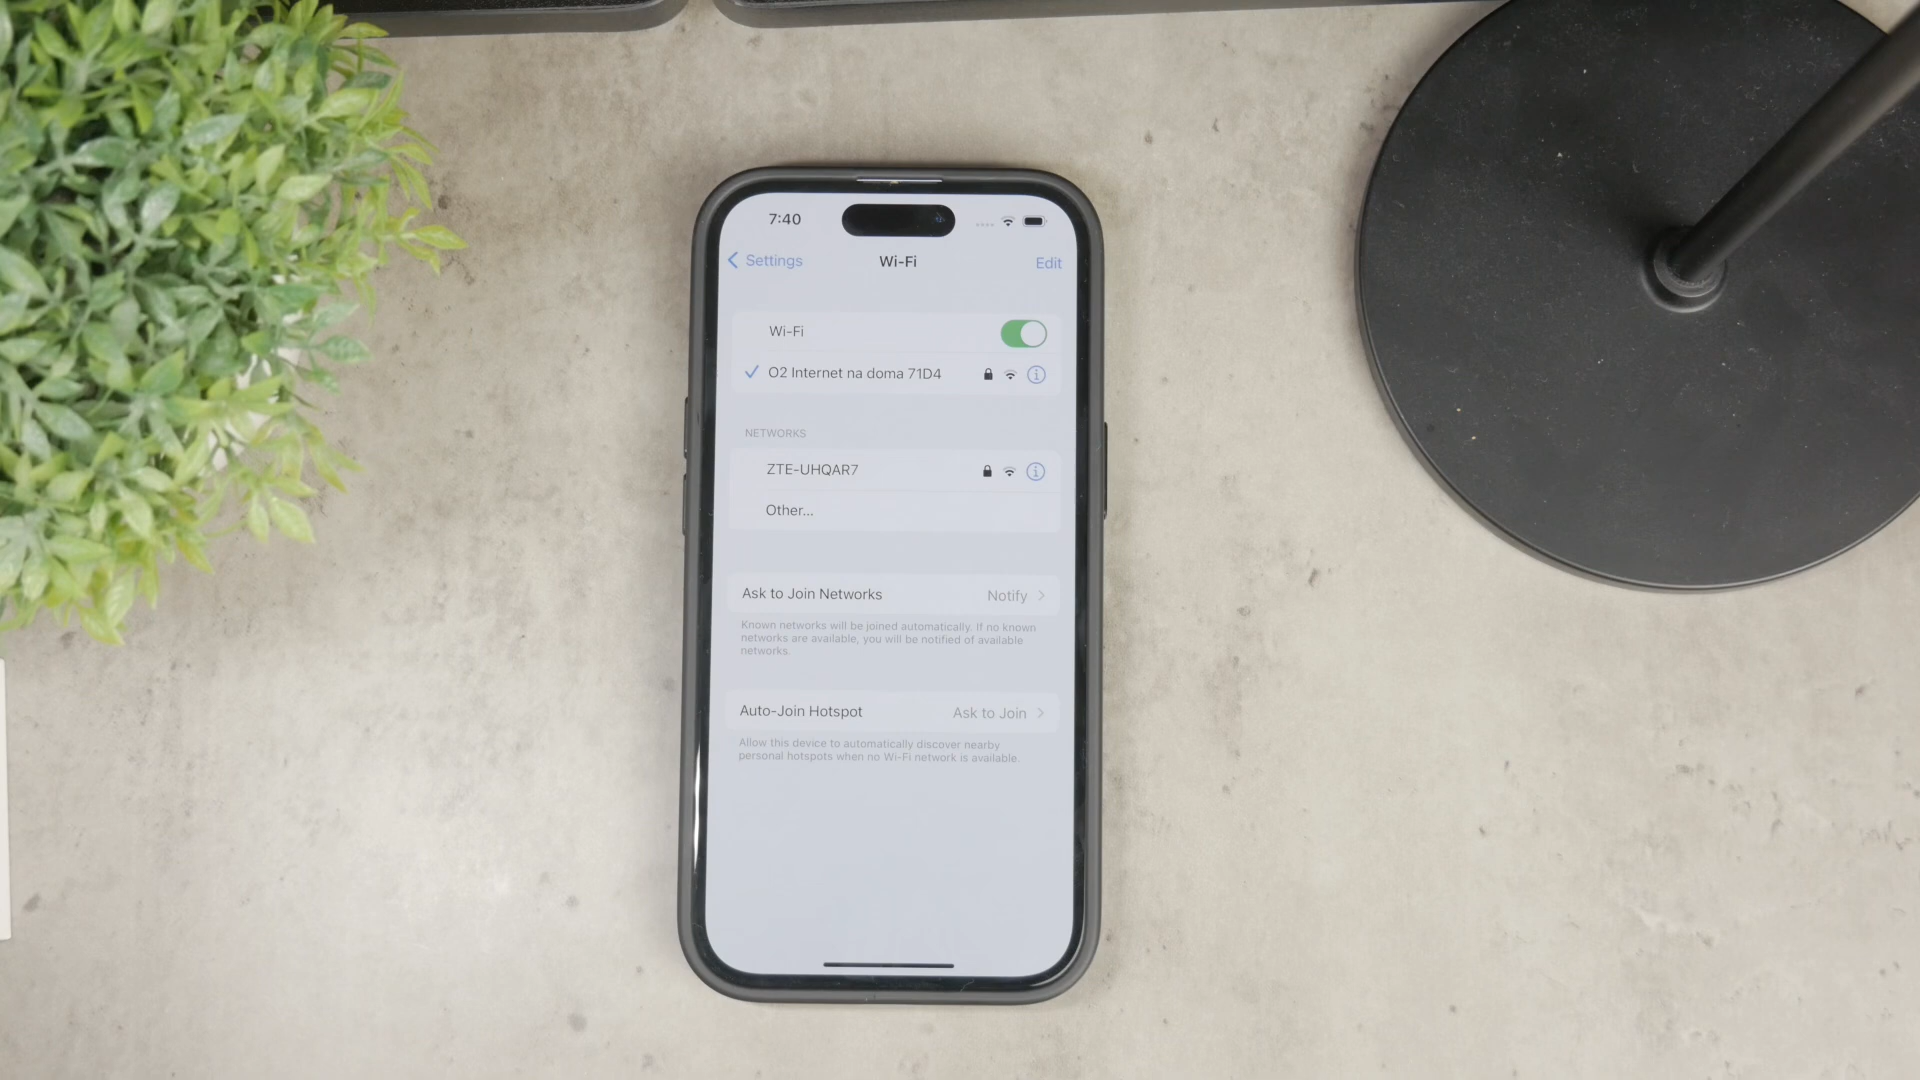 7:40
Settings
Wi-Fi
Edit
Wi-Fi
O2 Internet na doma 71D4
NETWORKS
ZTE-UHQAR7
Other...
Ask to Join Networks
Notify
Known networks will be joined automatically. If no known
networks are available, you will be notified of available
networks.
Auto-Join Hotspot
Ask to Join
Allow this device to automatically discover nearby
personal hotspots when no Wi-Fi network is available.